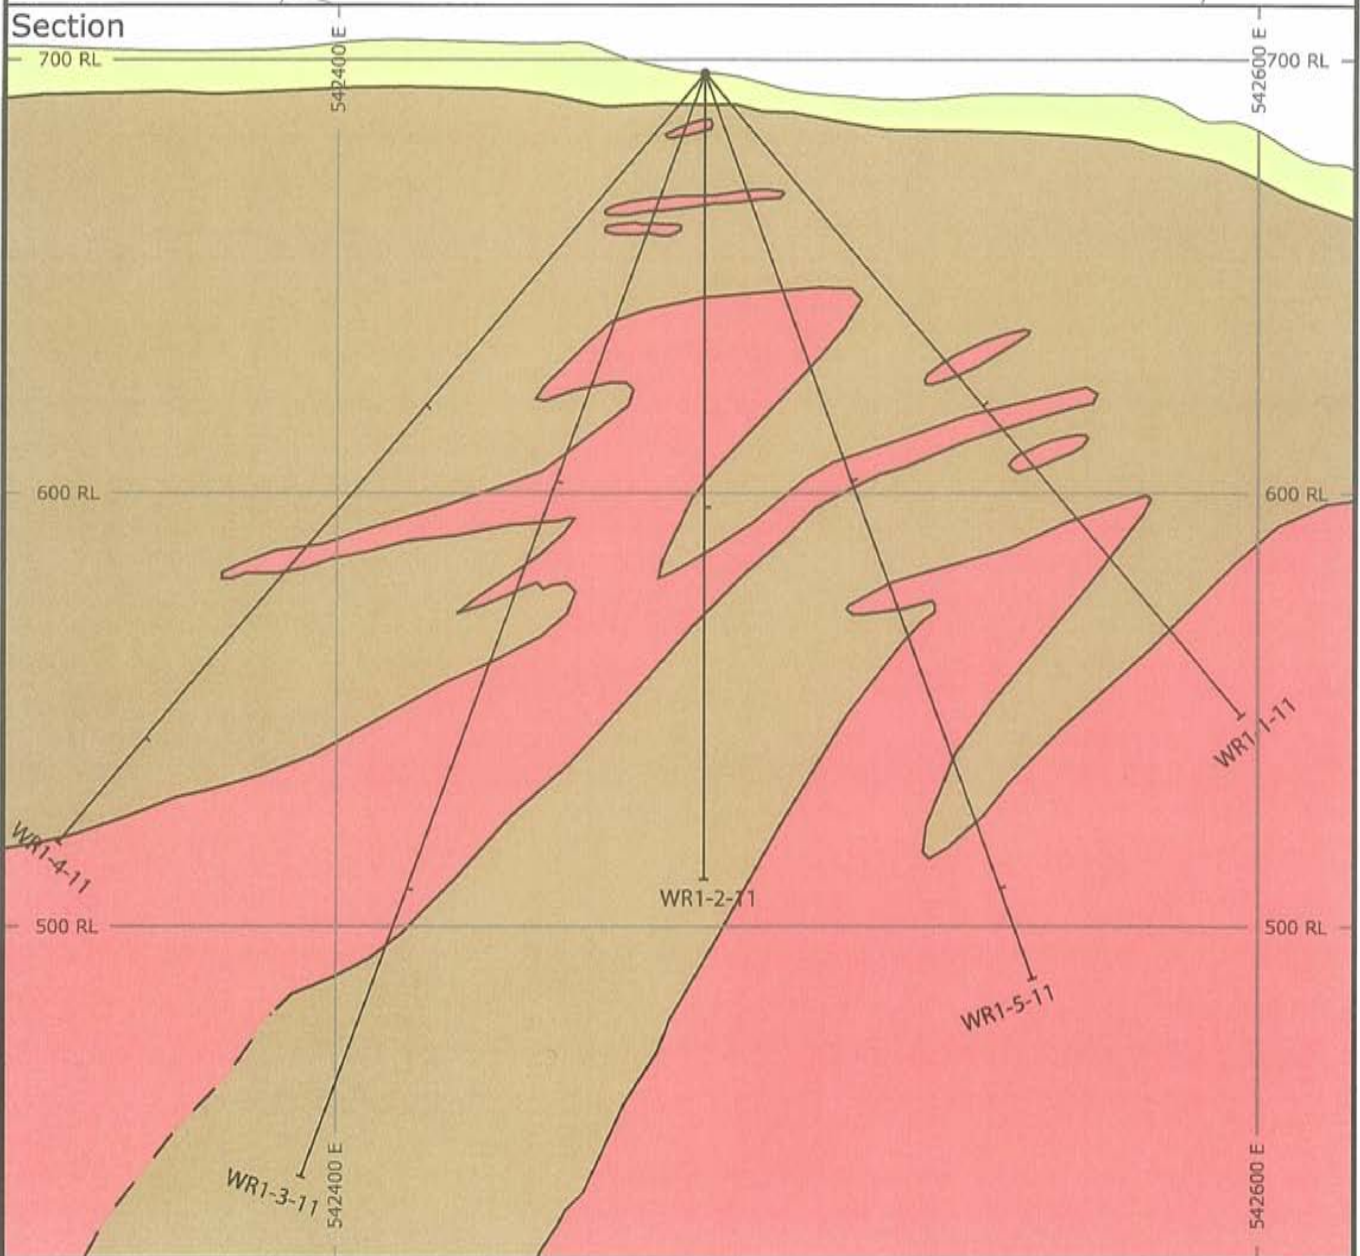 Section
700 RL
542400 E
542600 E
700 RL
600 RL
600 RL
WR1-1-11
WR1-4-11
WR1-2-11
500 RL
500 RL
WR1-5-11
WR1-3-11
542400 E
542600 E